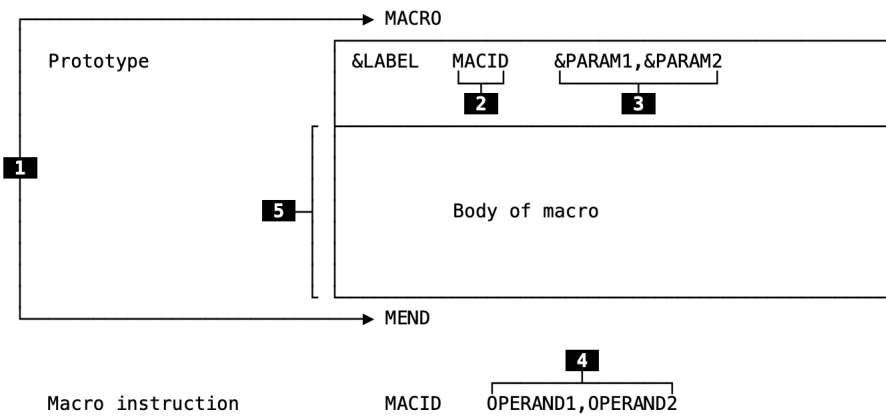 MACRO
Prototype &LABEL MACID &PARAM1,&PARAM2
2 3
1
5 Body of macro
MEND
4
Macro instruction MACID OPERAND1,OPERAND2